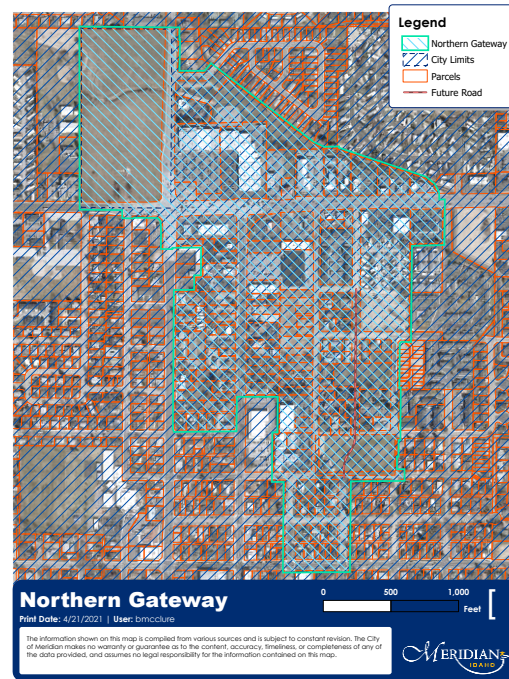 Legend
Northern Gateway
City Limits
Parcels
Future Road
Northern Gateway
Print Date: 4/21/2021 | User: bmcclure
The information shown on this map is compiled from various sources and is subject to constant revision. The City
of Meridian makes no warranty or guarantee as to the content, accuracy, timeliness, or completeness of any of
the data provided, and assumes no legal responsibility for the information contained on this map.
0 500 1,000
Feet
MERIDIAN
IDAHO